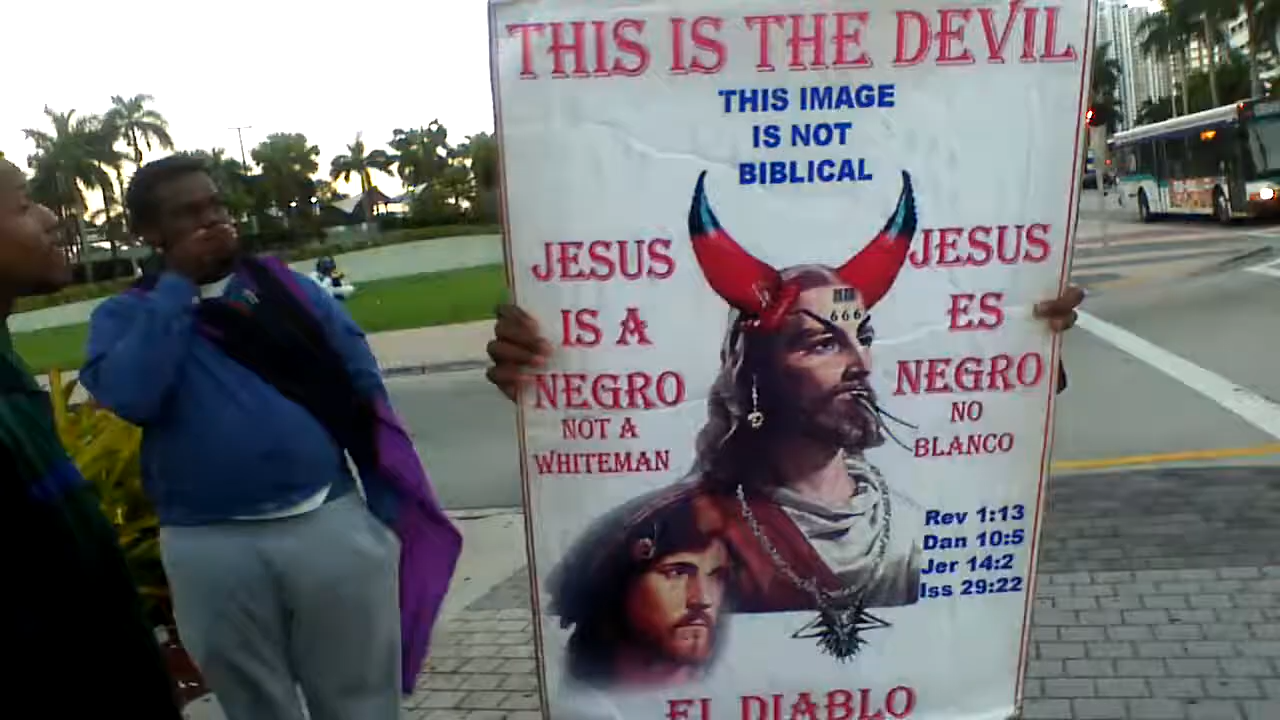 THIS IS THE DEVIL
THIS IMAGE
IS NOT
BIBLICAL
JESUS
IS A
NEGRO
NOT A
WHITEMAN
JESUS
ES
NEGRO
NO
BLANCO
666
Rev 1:13
Dan 10:5
Jer 14:2
Iss 29:22
EL DIABLO